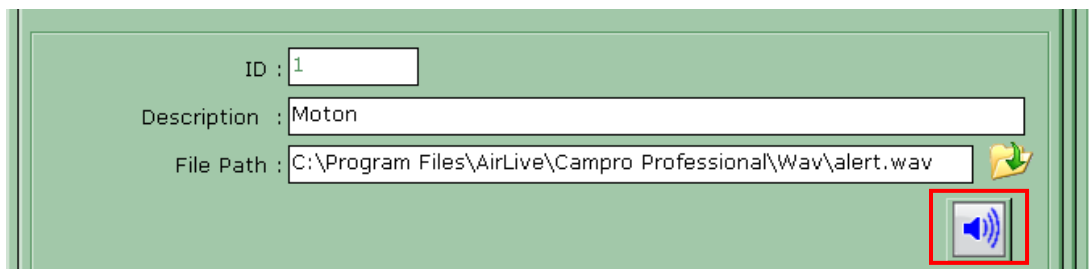 ID : 1
Description : Moton
File Path : C:\Program Files\AirLive\Campro Professional\Wav\alert.wav